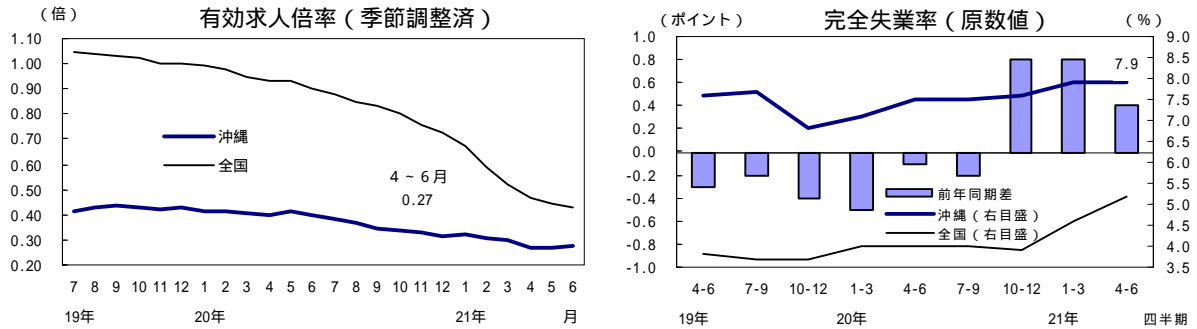 （倍）
有効求人倍率（季節調整済）
1.10
1.00
0.90
0.80
0.70
0.60
0.50
0.40
0.30
0.20
沖縄
全国
４～６月
0.27
7 8 9 10 11 12 1 2 3 4 5 6 7 8 9 10 11 12 1 2 3 4 5 6
19年 20年 21年 月
（ポイント）
完全失業率（原数値）
（％）
1.0
0.8
0.6
0.4
0.2
0.0
-0.2
-0.4
-0.6
-0.8
-1.0
7.9
前年同期差
沖縄（右目盛）
全国（右目盛）
9.0
8.5
8.0
7.5
7.0
6.5
6.0
5.5
5.0
4.5
4.0
3.5
4-6 7-9 10-12 1-3 4-6 7-9 10-12 1-3 4-6
19年 20年 21年 四半期